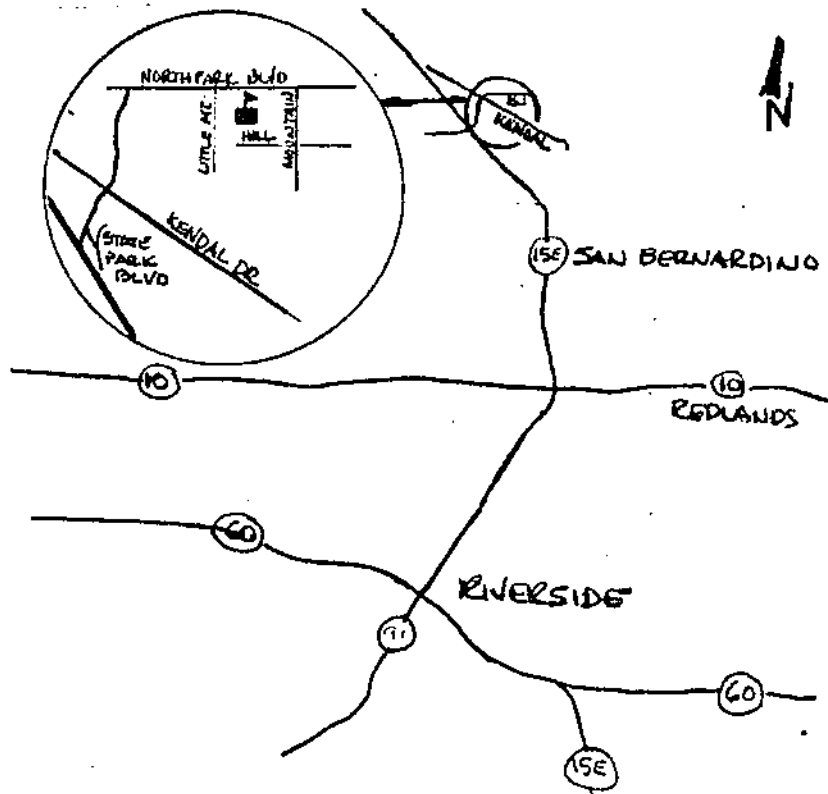 NORTHPARK BLVD
LITTLE MT.
HILL
MOUNTAIN
KENDAL DR
STATE
PARK
BLVD
KENDAL
N
15E
SAN BERNARDINO
10
10
REDLANDS
60
RIVERSIDE
91
60
15E